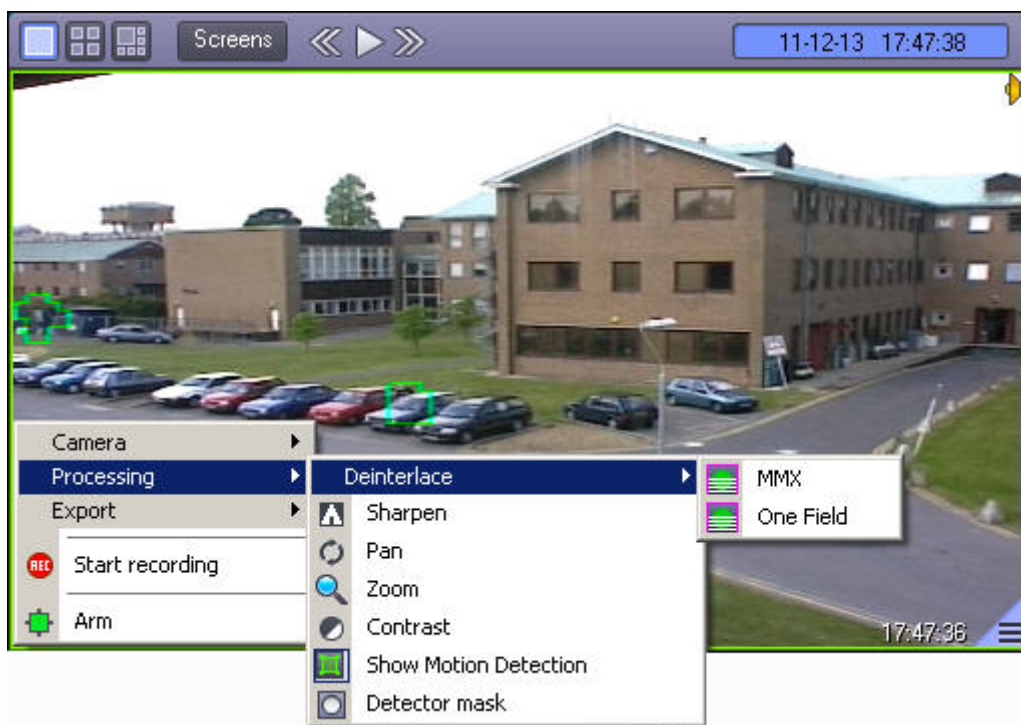 Screens
11-12-13 17:47:38
Camera
Processing
Export
REC Start recording
Arm
Deinterlace
Sharpen
Pan
Zoom
Contrast
Show Motion Detection
Detector mask
MMX
One Field
17:47:36